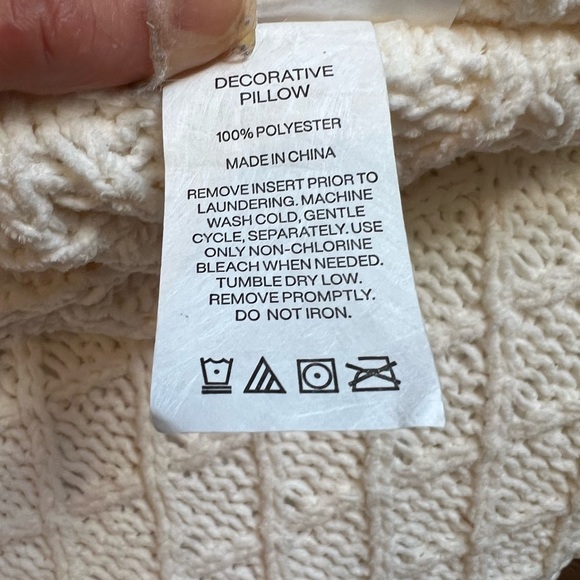 DECORATIVE
PILLOW
100% POLYESTER
MADE IN CHINA
REMOVE INSERT PRIOR TO
LAUNDERING. MACHINE
WASH COLD, GENTLE
CYCLE, SEPARATELY. USE
ONLY NON-CHLORINE
BLEACH WHEN NEEDED.
TUMBLE DRY LOW.
REMOVE PROMPTLY.
DO NOT IRON.